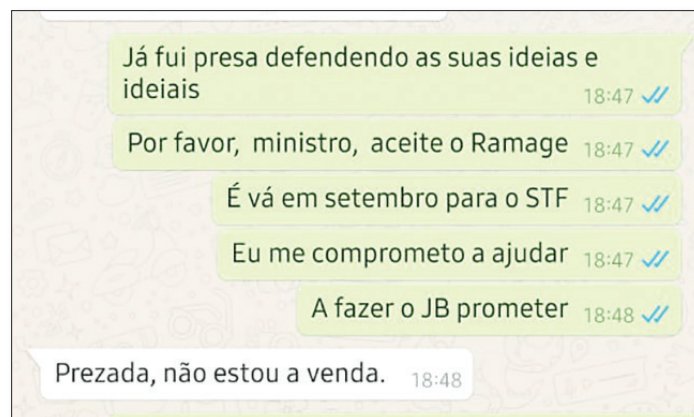 Já fui presa defendendo as suas ideias e
ideiais
18:47
Por favor, ministro, aceite o Ramage 18:47
É vá em setembro para o STF 18:47
Eu me comprometo a ajudar 18:47
A fazer o JB prometer 18:48
Prezada, não estou a venda. 18:48